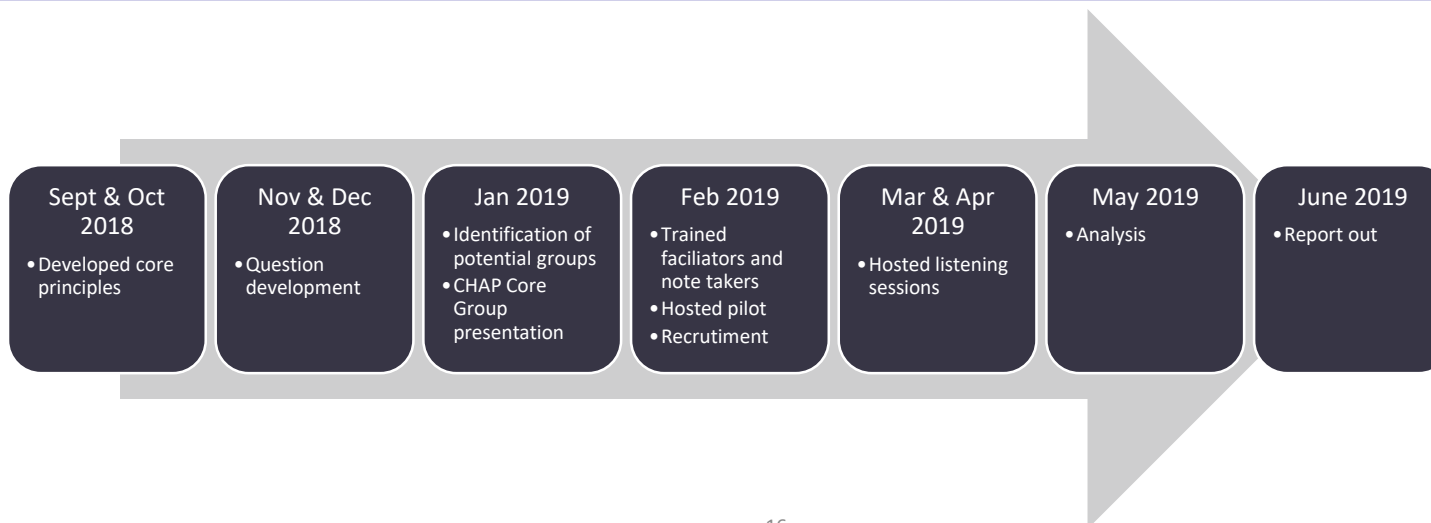 Sept & Oct
2018
•Developed core
principles
Nov & Dec
2018
•Question
development
Jan 2019
•Identification of
potential groups
•CHAP Core
Group
presentation
Feb 2019
•Trained
faciliators and
note takers
•Hosted pilot
•Recrutiment
Mar & Apr
2019
•Hosted listening
sessions
May 2019
•Analysis
June 2019
•Report out
16